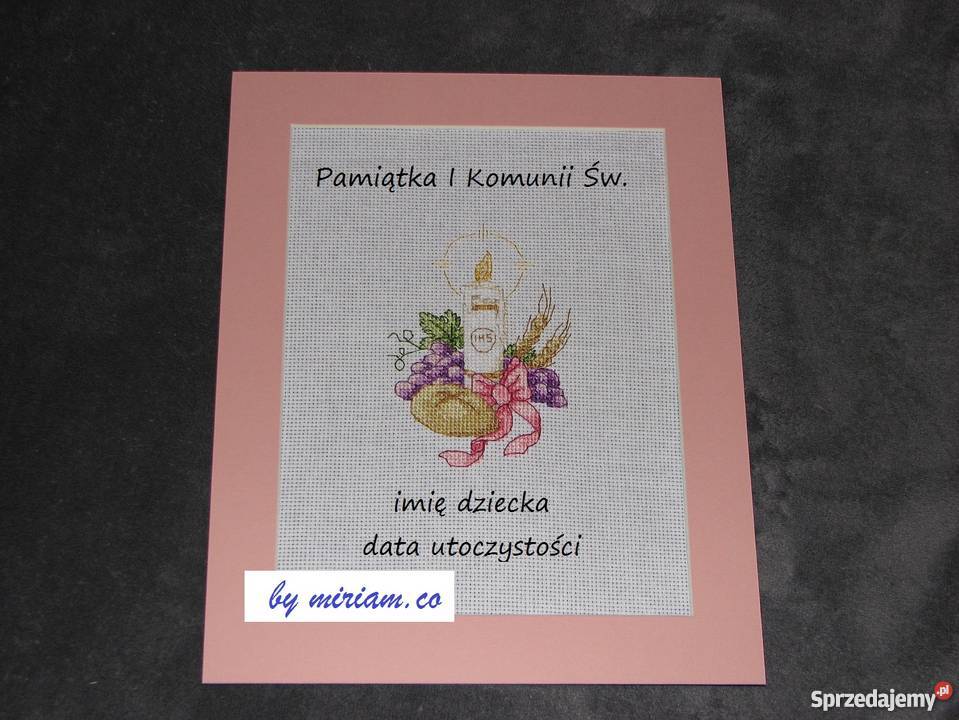 Pamiątka I Komunii Św.
IHS
imię dziecka
data utoczystości
by miriam.co
Sprzedajemy.pl